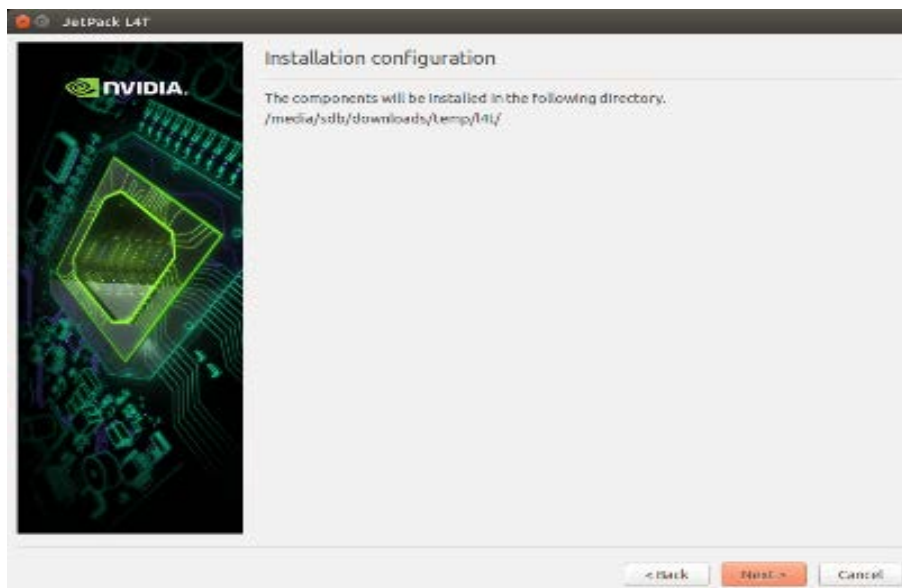 JetPack L4T
NVIDIA.
Installation configuration
The components will be installed in the following directory.
/media/sdb/downloads/temp/l4t/
< Back
Next >
Cancel